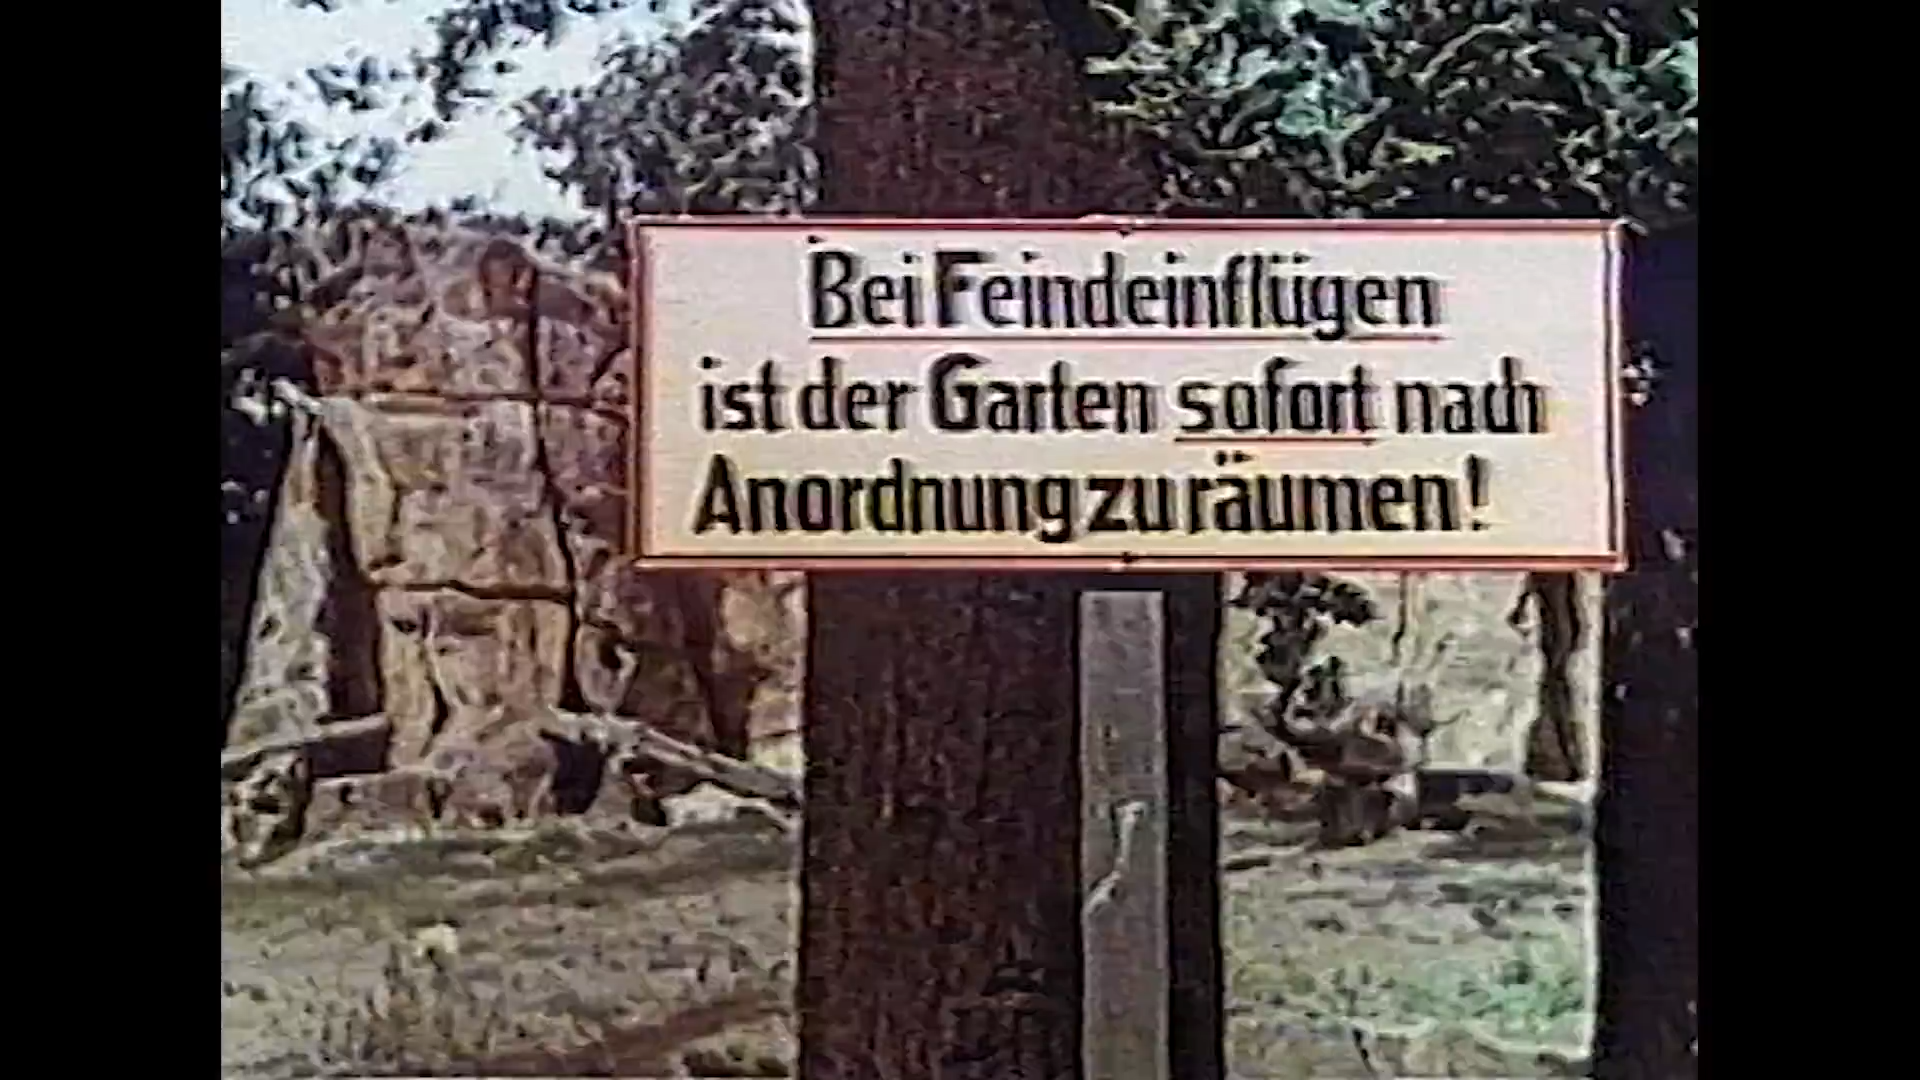 Bei Feindeinflügen
ist der Garten sofort nach
Anordnung zu räumen!